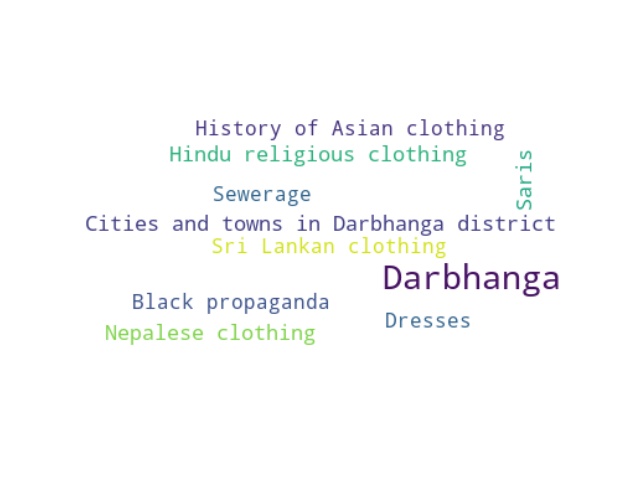 History of Asian clothing
Hindu religious clothing
Saris
Sewerage
Cities and towns in Darbhanga district
Sri Lankan clothing
Darbhanga
Black propaganda
Dresses
Nepalese clothing